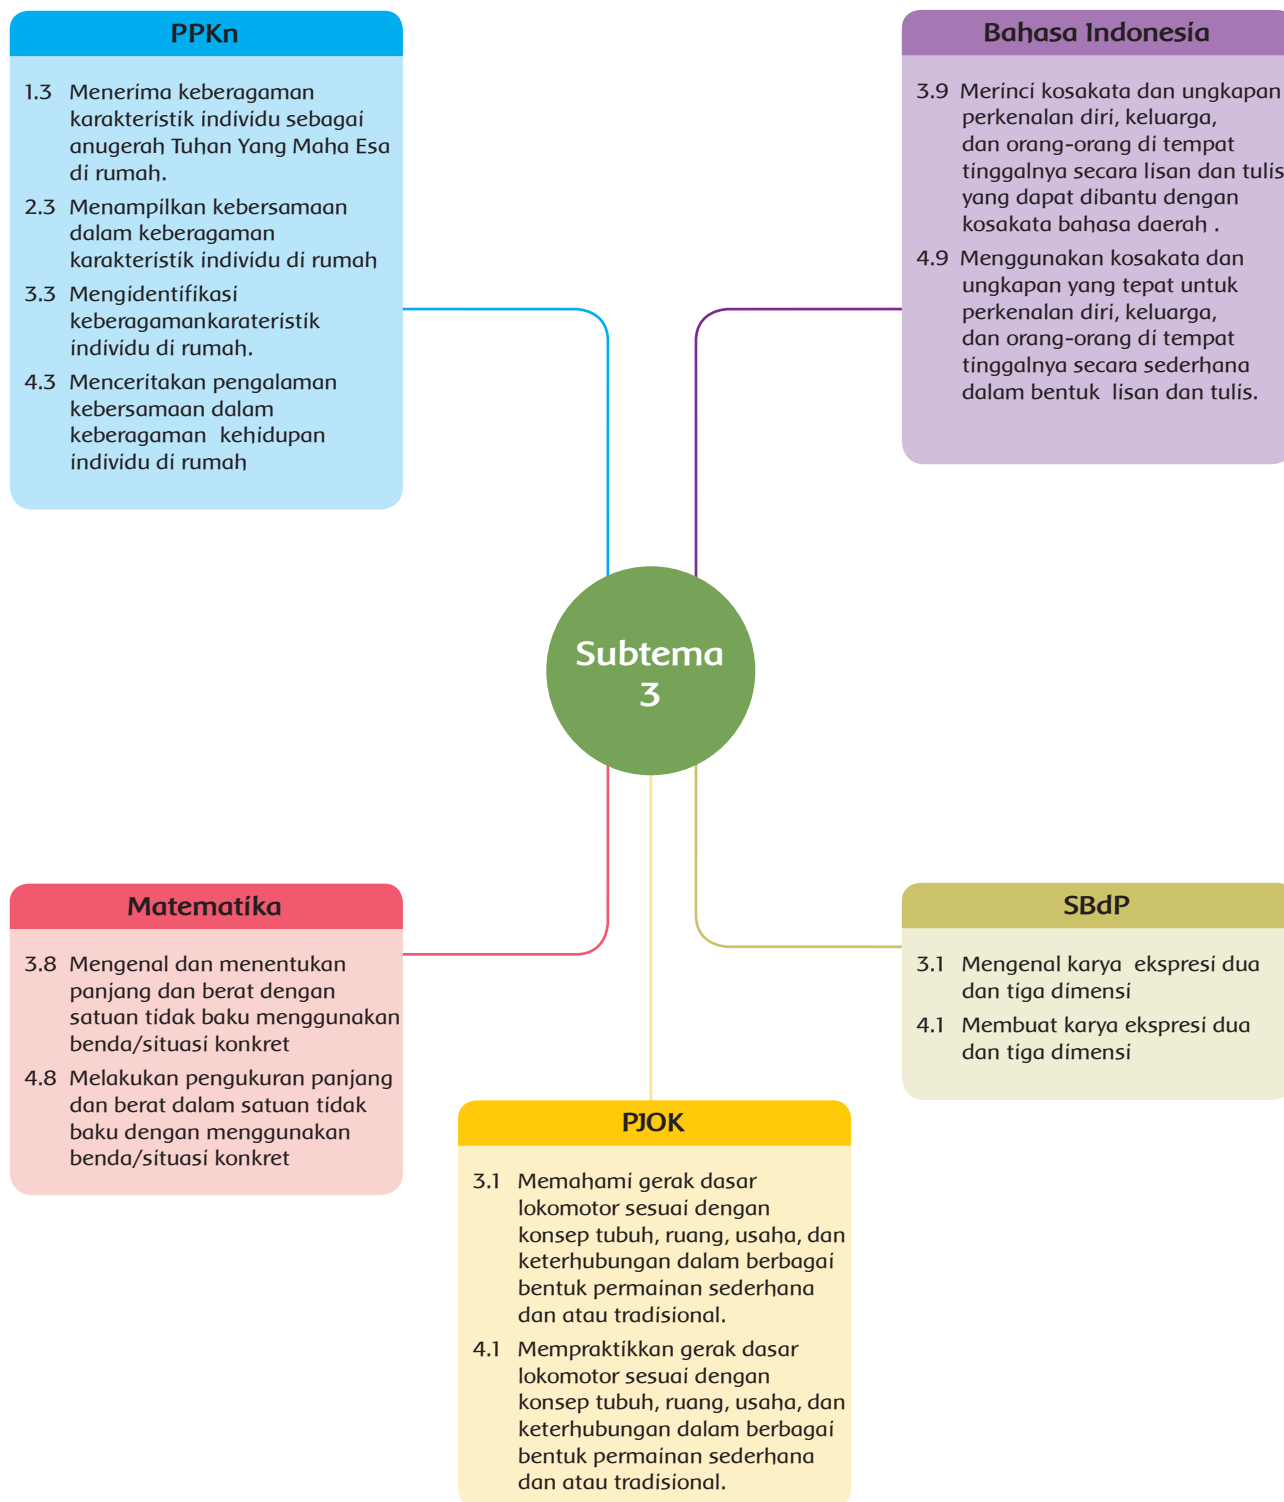 PPKn
1.3 Menerima keberagaman
karakteristik individu sebagai
anugerah Tuhan Yang Maha Esa
di rumah.
2.3 Menampilkan kebersamaan
dalam keberagaman
karakteristik individu di rumah
3.3 Mengidentifikasi
keberagamankarateristik
individu di rumah.
4.3 Menceritakan pengalaman
kebersamaan dalam
keberagaman kehidupan
individu di rumah
Bahasa Indonesia
3.9 Merinci kosakata dan ungkapan
perkenalan diri, keluarga,
dan orang-orang di tempat
tinggalnya secara lisan dan tulis
yang dapat dibantu dengan
kosakata bahasa daerah .
4.9 Menggunakan kosakata dan
ungkapan yang tepat untuk
perkenalan diri, keluarga,
dan orang-orang di tempat
tinggalnya secara sederhana
dalam bentuk lisan dan tulis.
Subtema
3
Matematika
3.8 Mengenal dan menentukan
panjang dan berat dengan
satuan tidak baku menggunakan
benda/situasi konkret
4.8 Melakukan pengukuran panjang
dan berat dalam satuan tidak
baku dengan menggunakan
benda/situasi konkret
SBdP
3.1 Mengenal karya ekspresi dua
dan tiga dimensi
4.1 Membuat karya ekspresi dua
dan tiga dimensi
PJOK
3.1 Memahami gerak dasar
lokomotor sesuai dengan
konsep tubuh, ruang, usaha, dan
keterhubungan dalam berbagai
bentuk permainan sederhana
dan atau tradisional.
4.1 Mempraktikkan gerak dasar
lokomotor sesuai dengan
konsep tubuh, ruang, usaha, dan
keterhubungan dalam berbagai
bentuk permainan sederhana
dan atau tradisional.